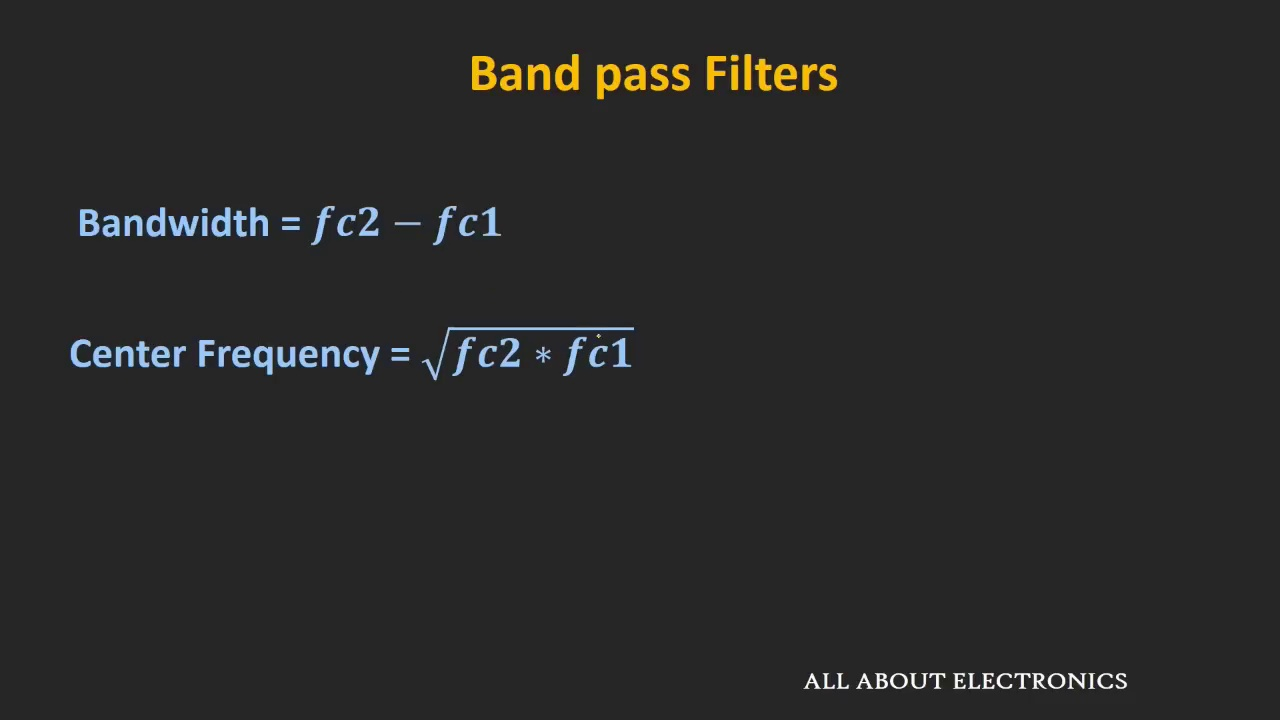 Band pass Filters
Bandwidth = fc2 − fc1
Center Frequency = √fc2 ∗ fc1
ALL ABOUT ELECTRONICS